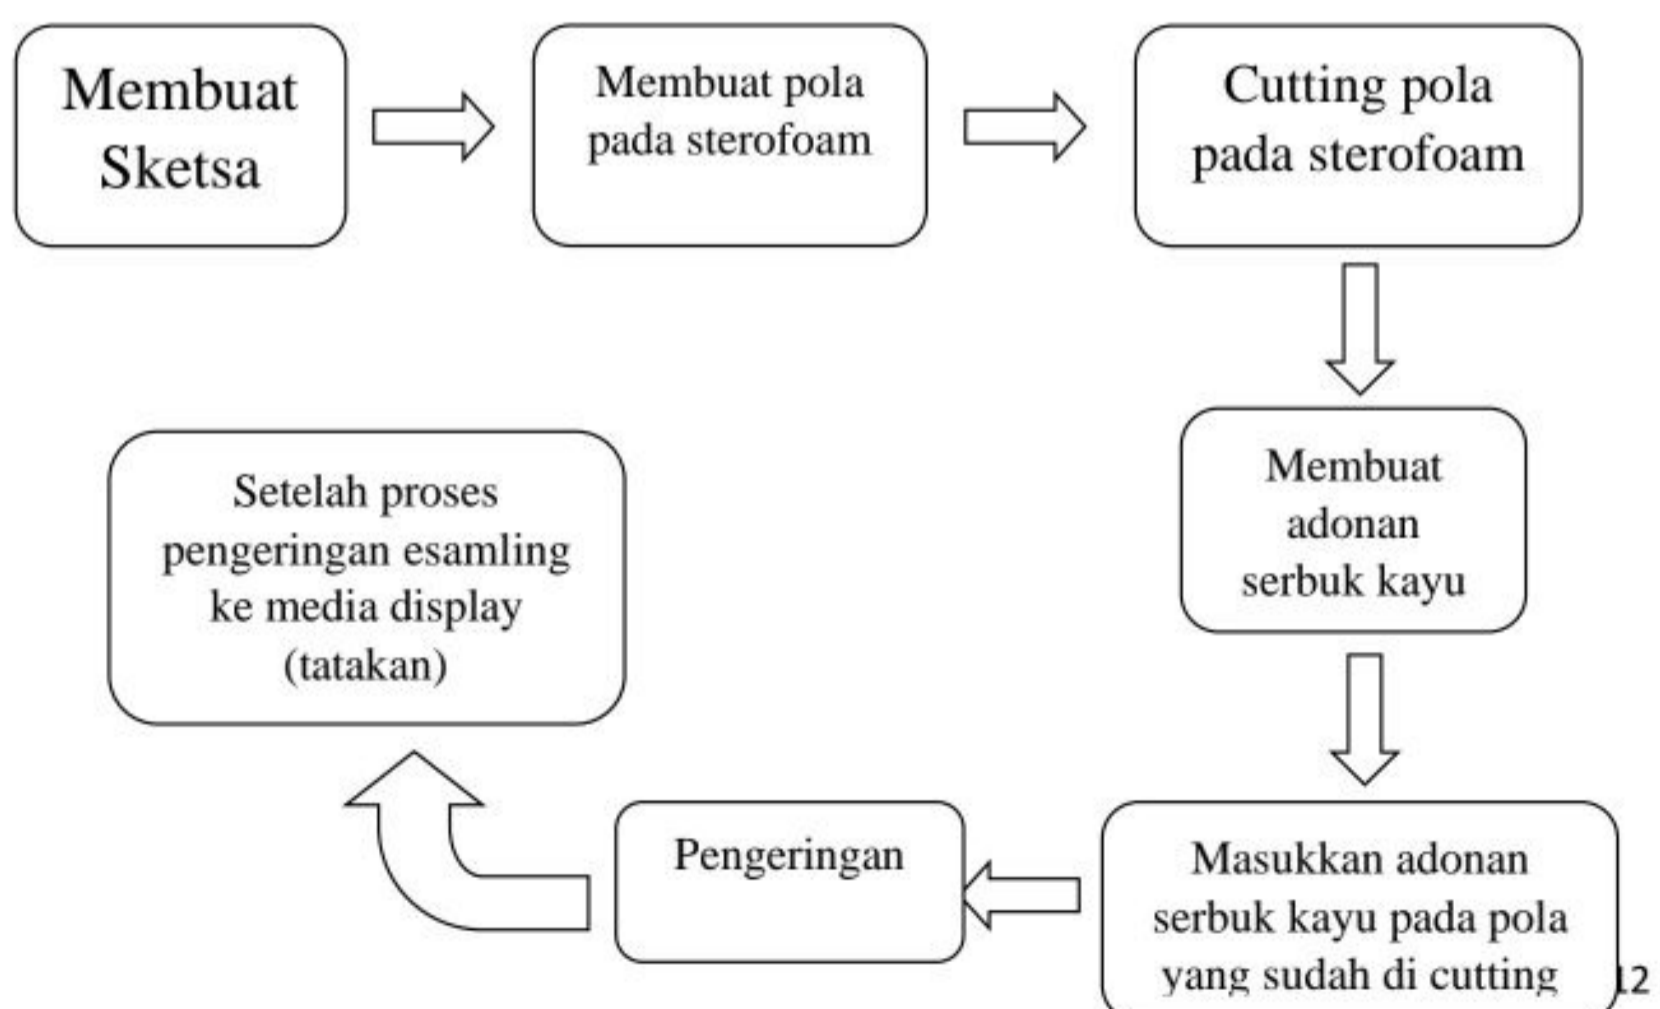 Membuat
Sketsa
Membuat pola
pada sterofoam
Cutting pola
pada sterofoam
Membuat
adonan
serbuk kayu
Masukkan adonan
serbuk kayu pada pola
yang sudah di cutting
Pengeringan
Setelah proses
pengeringan esamling
ke media display
(tatakan)
12